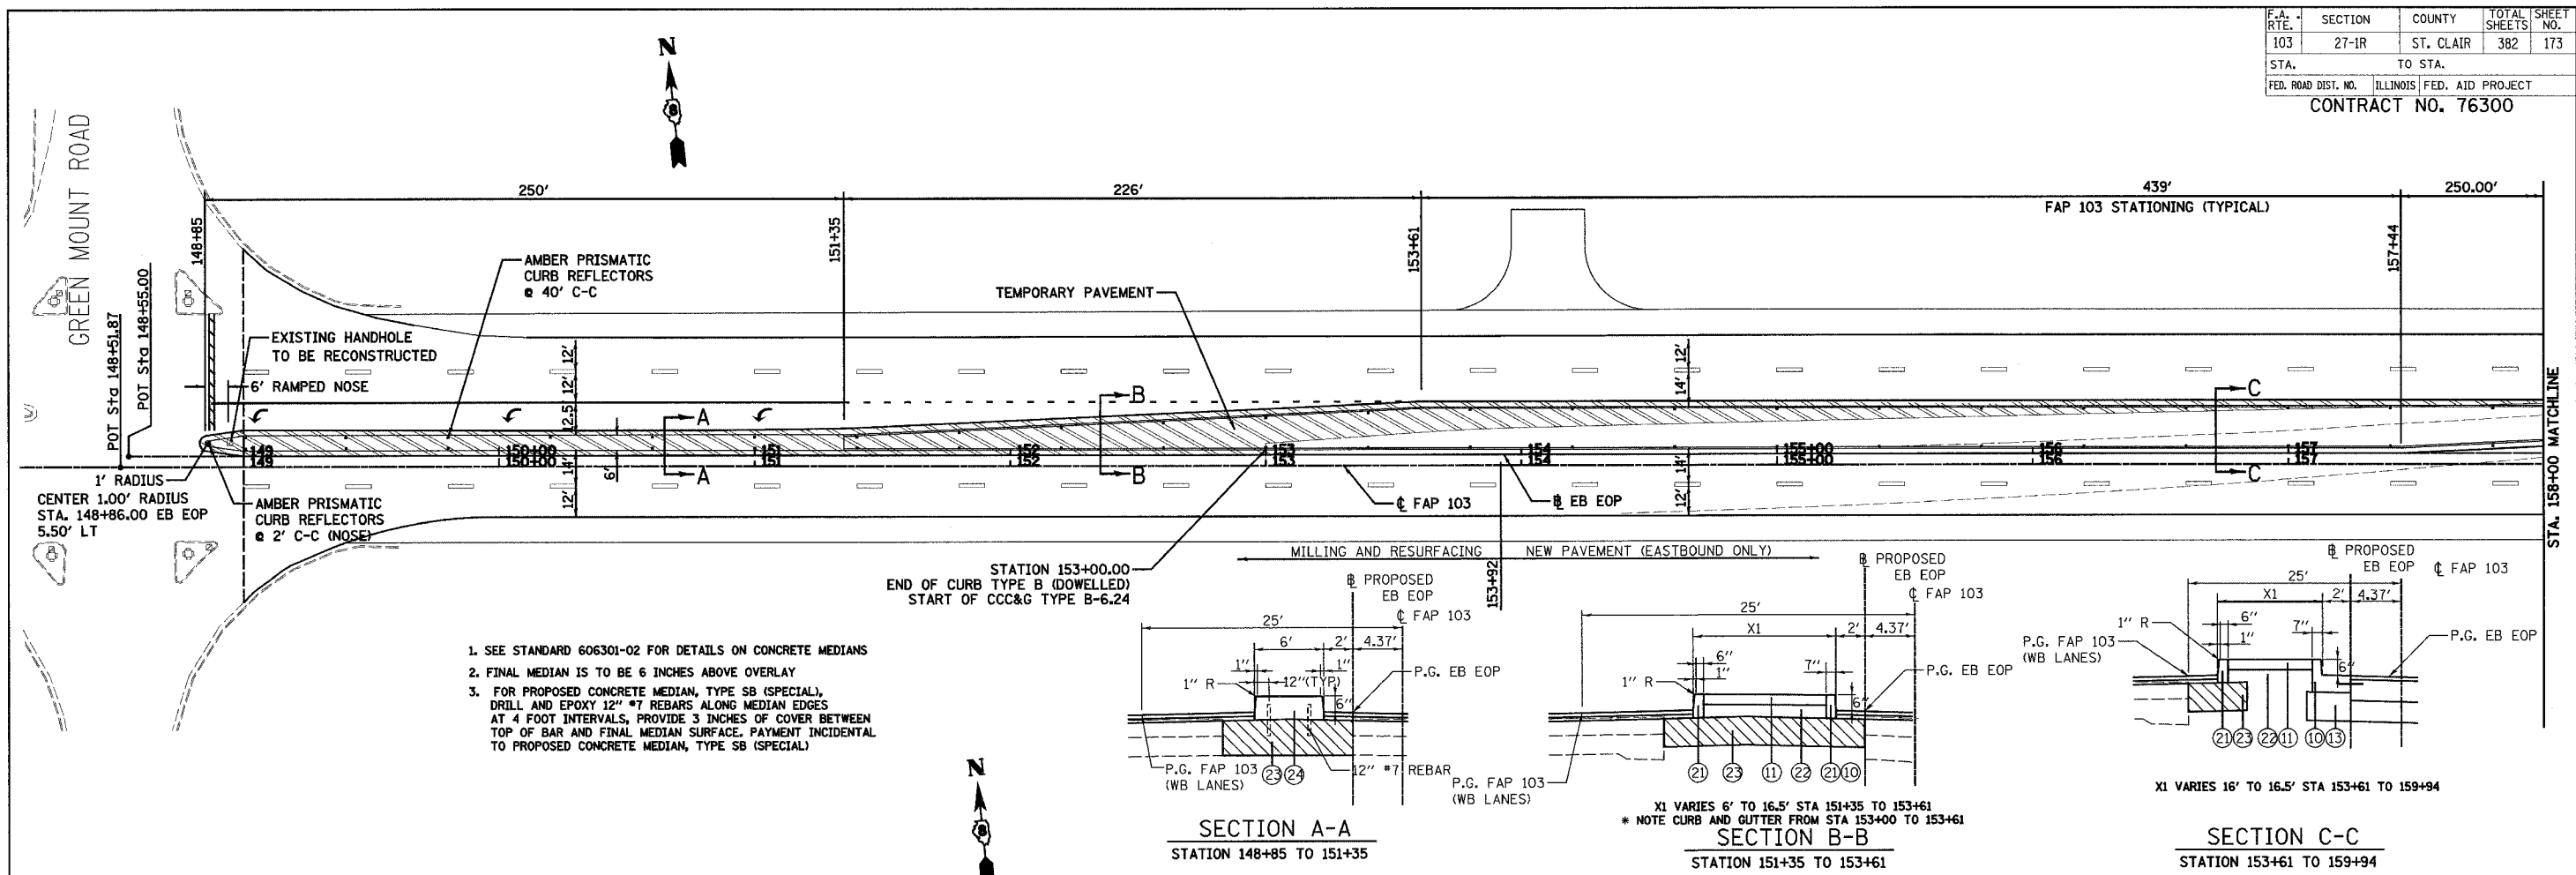 F.A. RTE. SECTION COUNTY TOTAL SHEETS SHEET NO.
103 27-1R ST. CLAIR 382 173
STA. TO STA.
FED. ROAD DIST. NO. ILLINOIS FED. AID PROJECT
CONTRACT NO. 76300
N
GREEN MOUNT ROAD
250'
226'
439'
250.00'
FAP 103 STATIONING (TYPICAL)
148+85
151+35
153+61
157+44
POT Sta 148+51.87
POT Sta 148+55.00
AMBER PRISMATIC
CURB REFLECTORS
@ 40' C-C
TEMPORARY PAVEMENT
EXISTING HANDHOLE
TO BE RECONSTRUCTED
6' RAMPED NOSE
12'
12'
12.5'
14'
12'
6'
12'
14'
14'
12'
A
A
B
B
C
C
149 150+00 151 152 153 154 155+00 156 157
149 150+00 151 152 153 154 155+00 156 157
STA. 158+00 MATCHLINE
1' RADIUS
CENTER 1.00' RADIUS
STA. 148+86.00 EB EOP
5.50' LT
AMBER PRISMATIC
CURB REFLECTORS
@ 2' C-C (NOSE)
℄ FAP 103
B EB EOP
MILLING AND RESURFACING
NEW PAVEMENT (EASTBOUND ONLY)
153+92
STATION 153+00.00
END OF CURB TYPE B (DOWELLED)
START OF CCC&G TYPE B-6.24
1. SEE STANDARD 606301-02 FOR DETAILS ON CONCRETE MEDIANS
2. FINAL MEDIAN IS TO BE 6 INCHES ABOVE OVERLAY
3. FOR PROPOSED CONCRETE MEDIAN, TYPE SB (SPECIAL),
DRILL AND EPOXY 12" #7 REBARS ALONG MEDIAN EDGES
AT 4 FOOT INTERVALS, PROVIDE 3 INCHES OF COVER BETWEEN
TOP OF BAR AND FINAL MEDIAN SURFACE. PAYMENT INCIDENTAL
TO PROPOSED CONCRETE MEDIAN, TYPE SB (SPECIAL)
N
B PROPOSED
EB EOP
℄ FAP 103
25'
6' 2' 4.37'
1" 1"
12"(TYP.)
1" R
6"
P.G. EB EOP
P.G. FAP 103
(WB LANES)
23 24
12" #7 REBAR
SECTION A-A
STATION 148+85 TO 151+35
B PROPOSED
EB EOP
℄ FAP 103
25'
X1 2' 4.37'
6"
1"
7"
1" R
6"
P.G. EB EOP
P.G. FAP 103
(WB LANES)
21 23 11 22 21 10
X1 VARIES 6' TO 16.5' STA 151+35 TO 153+61
* NOTE CURB AND GUTTER FROM STA 153+00 TO 153+61
SECTION B-B
STATION 151+35 TO 153+61
B PROPOSED
EB EOP
℄ FAP 103
25'
X1 2' 4.37'
6"
1"
7"
1" R
6"
P.G. FAP 103
(WB LANES)
P.G. EB EOP
21 23 22 11 10 13
X1 VARIES 16' TO 16.5' STA 153+61 TO 159+94
SECTION C-C
STATION 153+61 TO 159+94